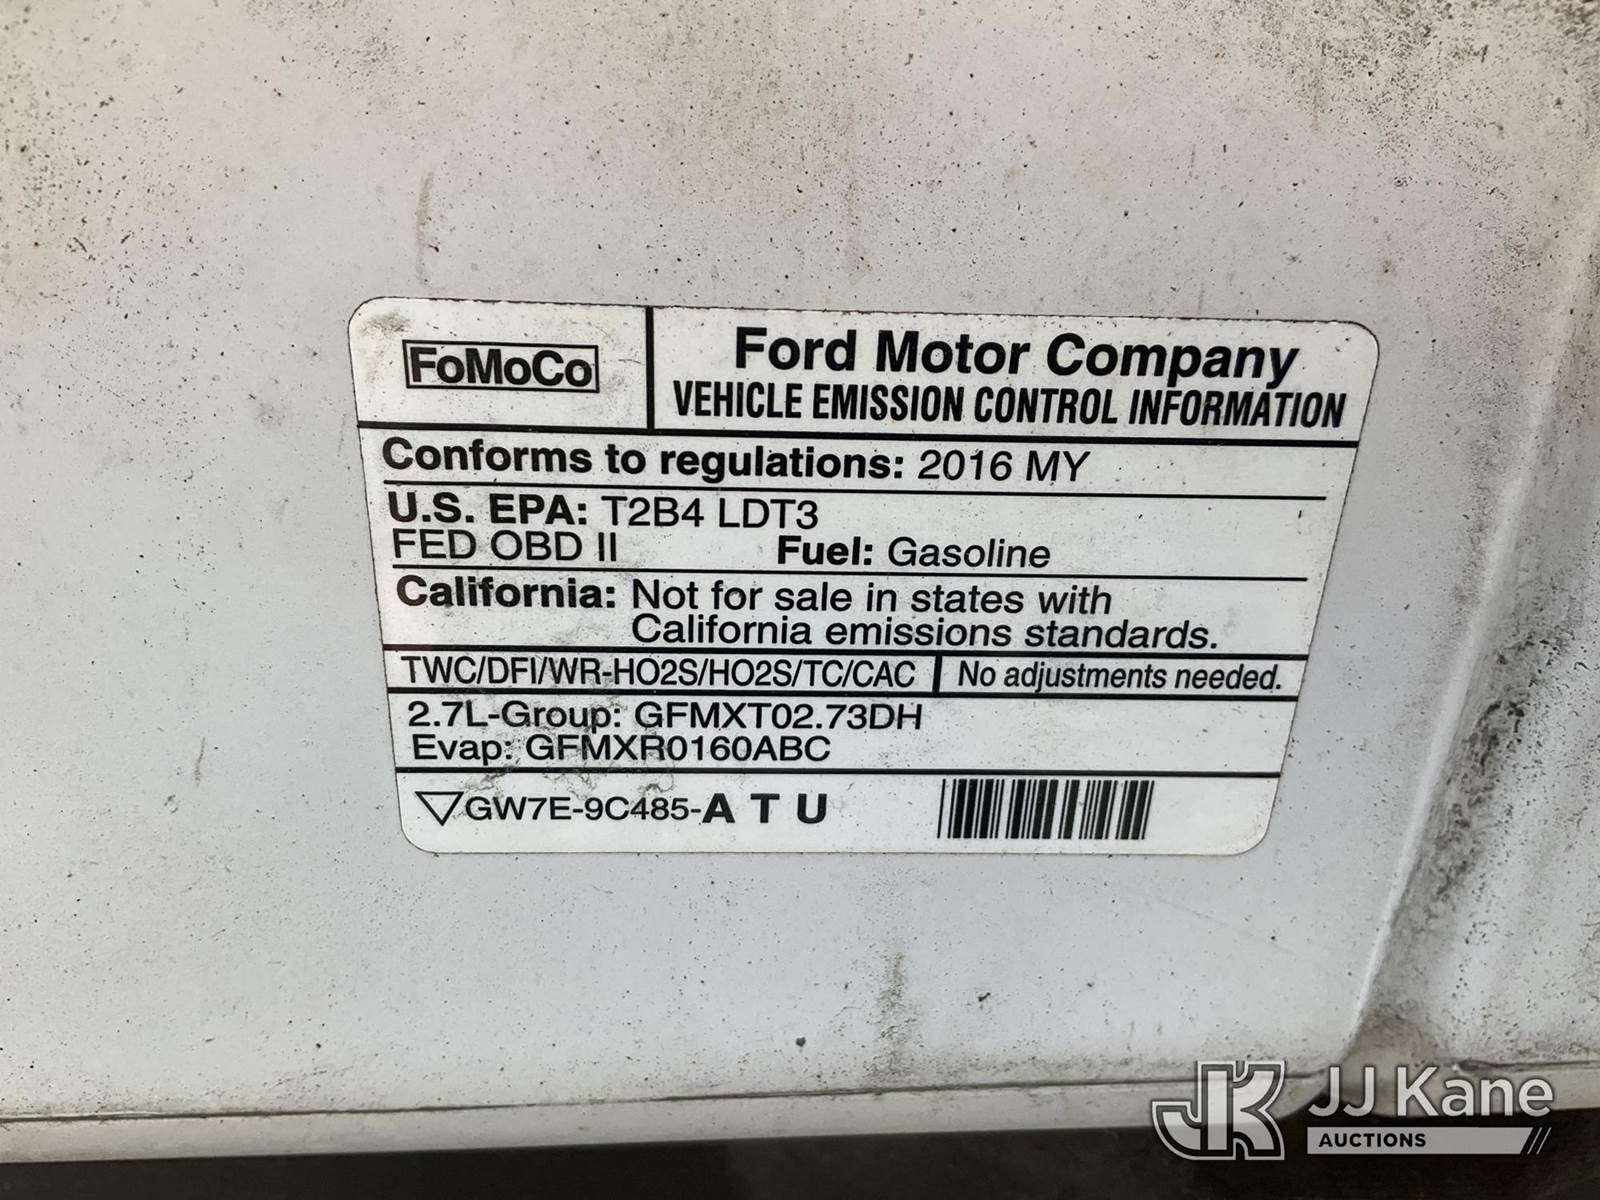 FoMoCo
Ford Motor Company
VEHICLE EMISSION CONTROL INFORMATION
Conforms to regulations: 2016 MY
U.S. EPA: T2B4 LDT3
FED OBD II Fuel: Gasoline
California: Not for sale in states with
California emissions standards.
TWC/DFI/WR-HO2S/HO2S/TC/CAC No adjustments needed.
2.7L-Group: GFMXT02.73DH
Evap: GFMXR0160ABC
GW7E-9C485-A T U
JK JJ Kane
AUCTIONS